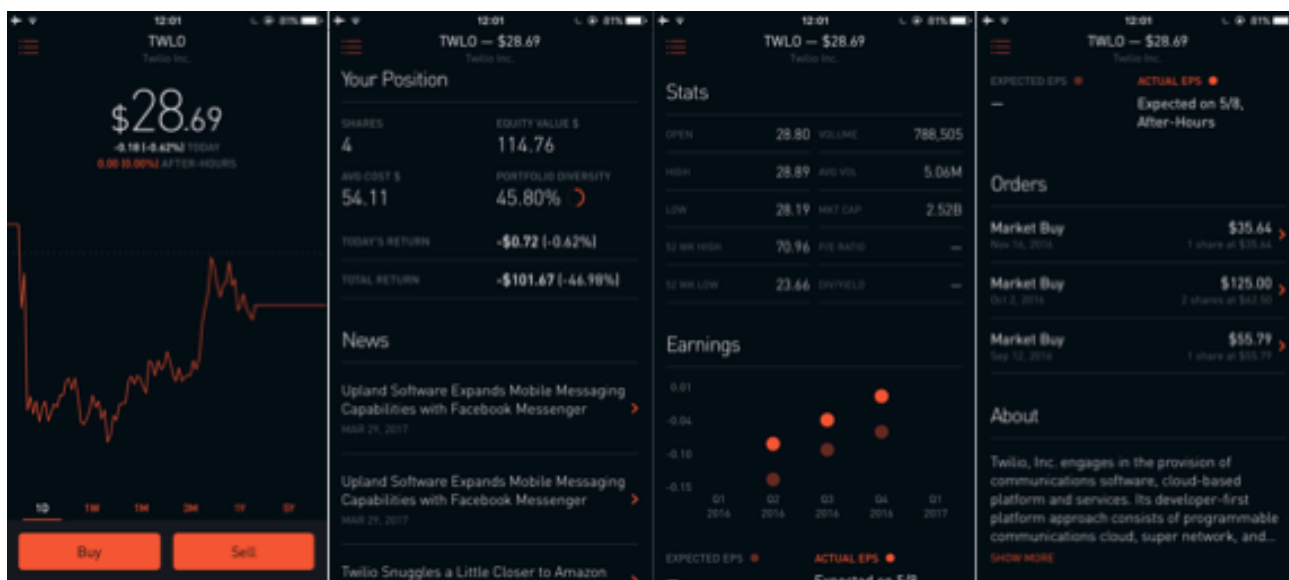 12:01
81%
TWLO
Twilio Inc.
$28.69
-0.18 (-0.62%) TODAY
0.00 (0.00%) AFTER-HOURS
1D 1W 1M 3M 1Y 5Y
Buy Sell
12:01
81%
TWLO — $28.69
Twilio Inc.
Your Position
SHARES EQUITY VALUE $
4 114.76
AVG COST $ PORTFOLIO DIVERSITY
54.11 45.80%
TODAY'S RETURN -$0.72 (-0.62%)
TOTAL RETURN -$101.67 (-46.98%)
News
Upland Software Expands Mobile Messaging
Capabilities with Facebook Messenger
MAR 29, 2017
Upland Software Expands Mobile Messaging
Capabilities with Facebook Messenger
MAR 29, 2017
Twilio Snuggles a Little Closer to Amazon
12:01
81%
TWLO — $28.69
Twilio Inc.
Stats
OPEN 28.80 VOLUME 788,505
HIGH 28.89 AVG VOL 5.06M
LOW 28.19 MKT CAP 2.52B
52 WK HIGH 70.96 P/E RATIO —
52 WK LOW 23.66 DIV/YIELD —
Earnings
0.01
-0.04
-0.10
-0.15
Q1 Q2 Q3 Q4 Q1
2016 2016 2016 2016 2017
EXPECTED EPS ACTUAL EPS
— Expected on 5/8,
12:01
81%
TWLO — $28.69
Twilio Inc.
EXPECTED EPS ACTUAL EPS
— Expected on 5/8,
After-Hours
Orders
Market Buy $35.64
Nov 16, 2016 1 share at $35.64
Market Buy $125.00
Oct 2, 2016 2 shares at $62.50
Market Buy $55.79
Sep 12, 2016 1 share at $55.79
About
Twilio, Inc. engages in the provision of
communications software, cloud-based
platform and services. Its developer-first
platform approach consists of programmable
communications cloud, super network, and...
SHOW MORE